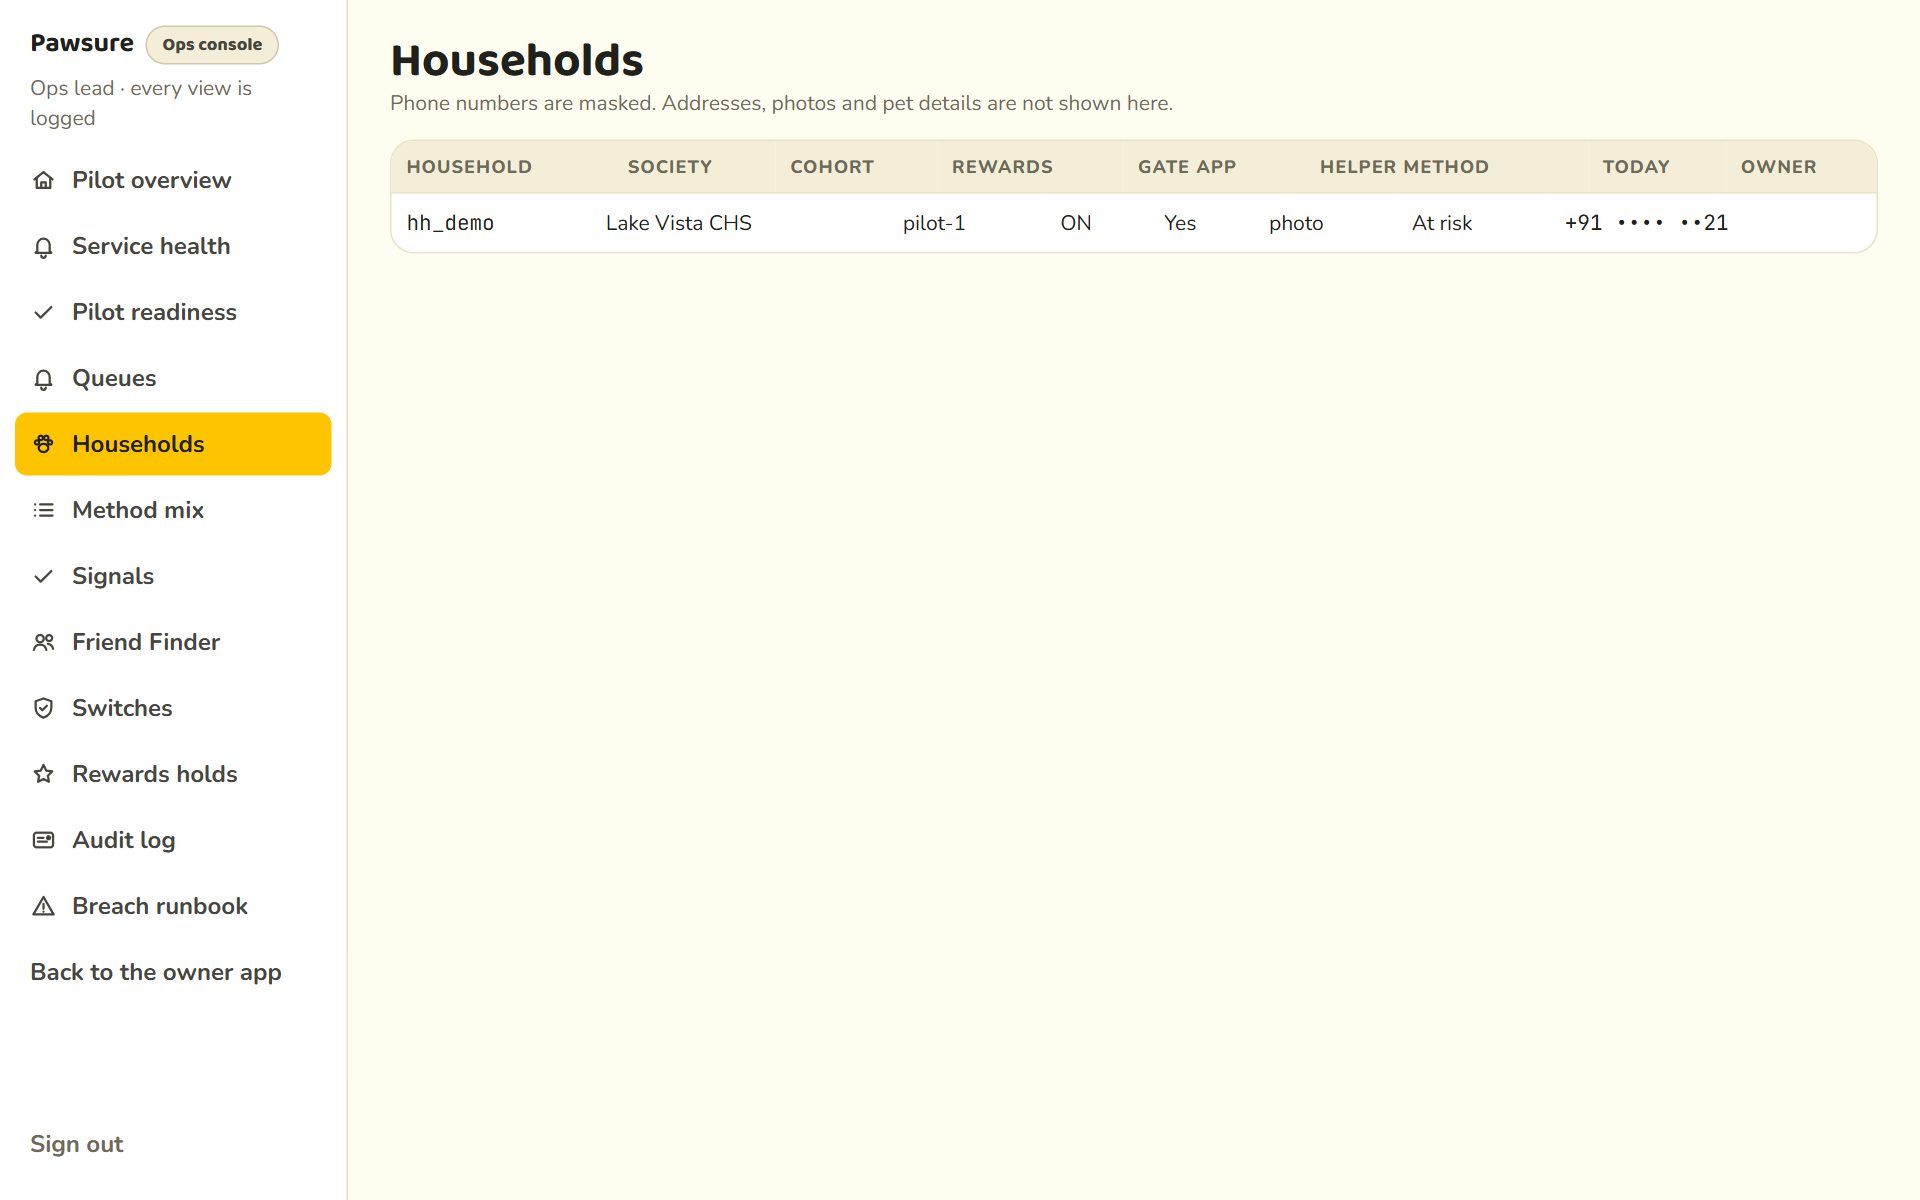 Pawsure Ops console
Ops lead · every view is
logged
Pilot overview
Service health
Pilot readiness
Queues
Households
Method mix
Signals
Friend Finder
Switches
Rewards holds
Audit log
Breach runbook
Back to the owner app
Sign out
Households
Phone numbers are masked. Addresses, photos and pet details are not shown here.
HOUSEHOLD SOCIETY COHORT REWARDS GATE APP HELPER METHOD TODAY OWNER
hh_demo Lake Vista CHS pilot-1 ON Yes photo At risk +91 •••• ••21